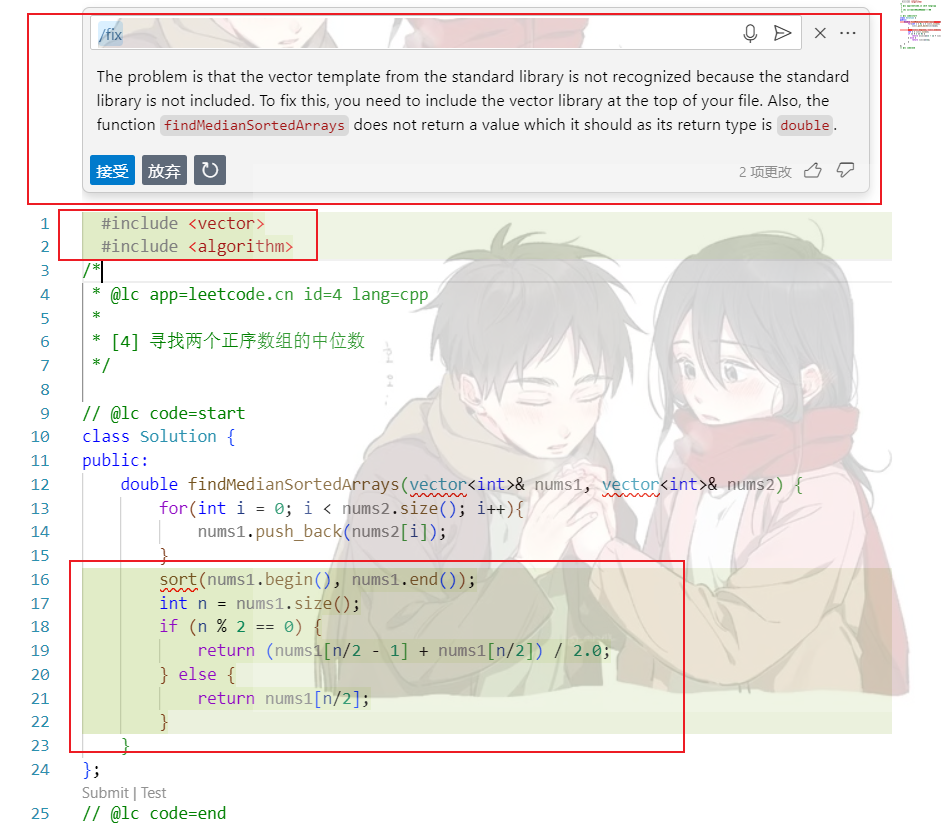 /fix
The problem is that the vector template from the standard library is not recognized because the standard
library is not included. To fix this, you need to include the vector library at the top of your file. Also, the
function findMedianSortedArrays does not return a value which it should as its return type is double.
接受 放弃 2 项更改
1 #include <vector>
2 #include <algorithm>
3 /*
4 * @lc app=leetcode.cn id=4 lang=cpp
5 *
6 * [4] 寻找两个正序数组的中位数
7 */
8
9 // @lc code=start
10 class Solution {
11 public:
12 double findMedianSortedArrays(vector<int>& nums1, vector<int>& nums2) {
13 for(int i = 0; i < nums2.size(); i++){
14 nums1.push_back(nums2[i]);
15 }
16 sort(nums1.begin(), nums1.end());
17 int n = nums1.size();
18 if (n % 2 == 0) {
19 return (nums1[n/2 - 1] + nums1[n/2]) / 2.0;
20 } else {
21 return nums1[n/2];
22 }
23 }
24 };
Submit | Test
25 // @lc code=end